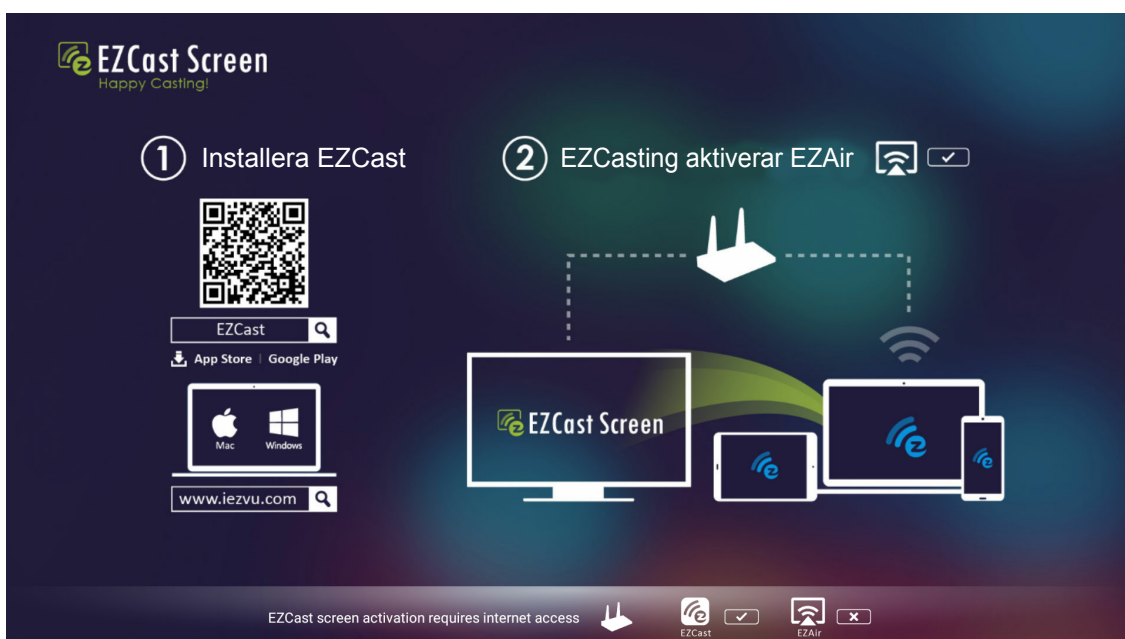 EZCast Screen
Happy Casting!
1 Installera EZCast
2 EZCasting aktiverar EZAir
EZCast
App Store | Google Play
Mac Windows
www.iezvu.com
EZCast Screen
EZCast screen activation requires internet access
EZCast EZAir